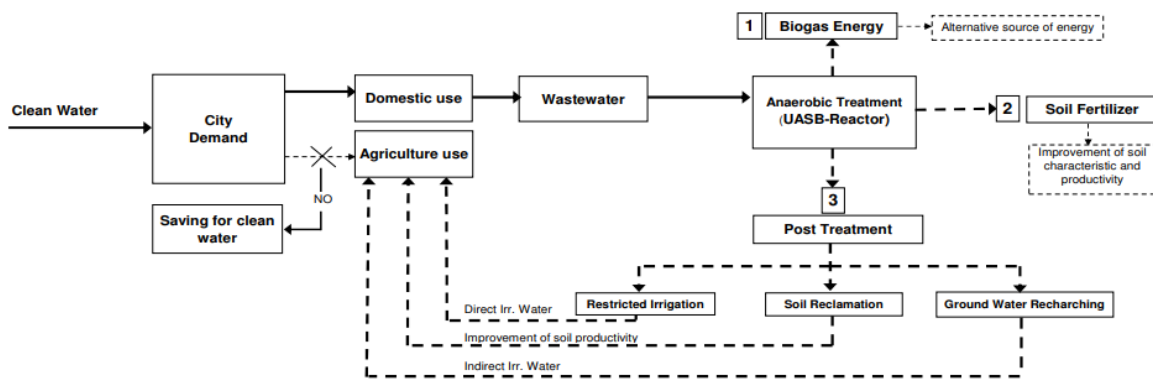 1
Biogas Energy
Alternative source of energy
Clean Water
City
Demand
Domestic use
Wastewater
Anaerobic Treatment
(UASB-Reactor)
2
Soil Fertilizer
Agriculture use
Improvement of soil
characteristic and
productivity
NO
Saving for clean
water
3
Post Treatment
Restricted Irrigation
Soil Reclamation
Ground Water Recharching
Direct Irr. Water
Improvement of soil productivity
Indirect Irr. Water